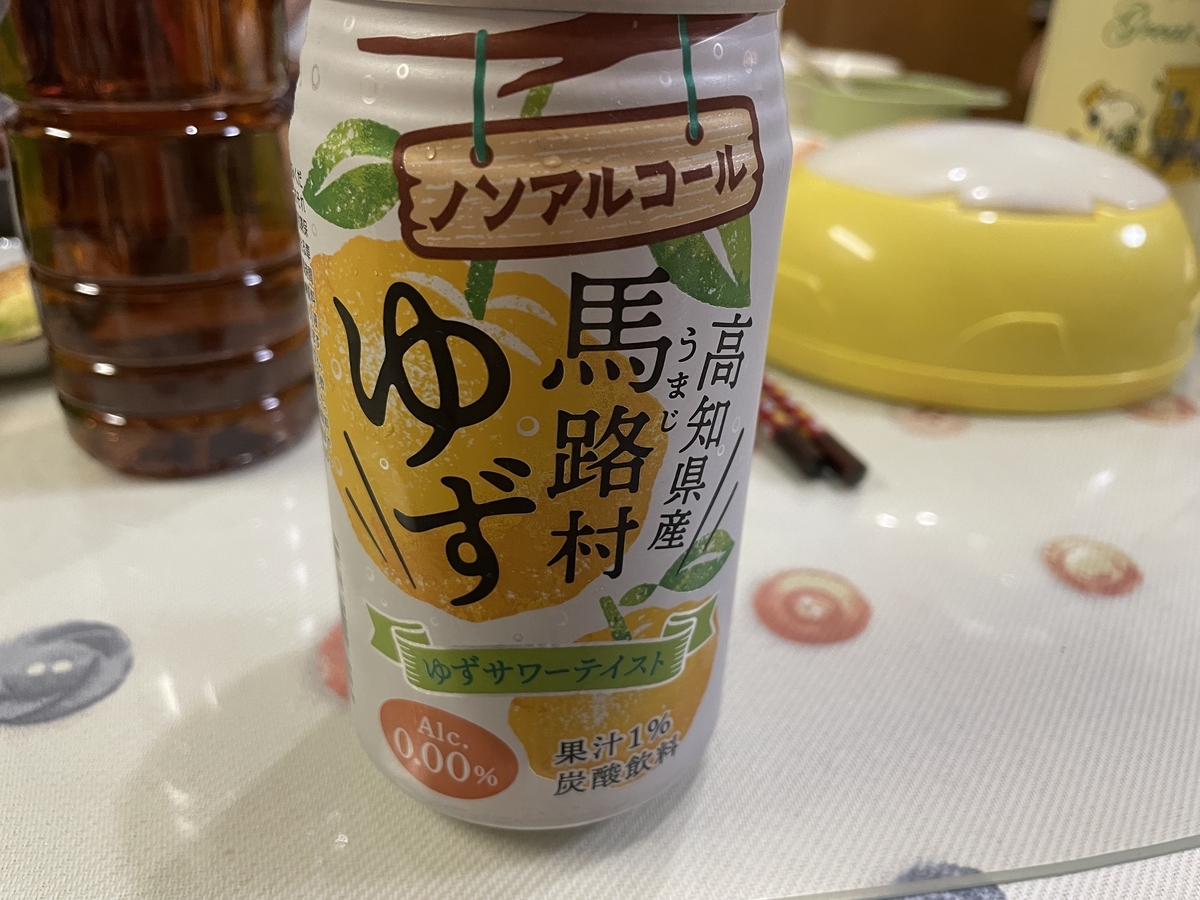 ノンアルコール
高知県産
うまじ
馬路村
ゆず
ゆずサワーテイスト
Alc.
0.00%
果汁1%
炭酸飲料
Great